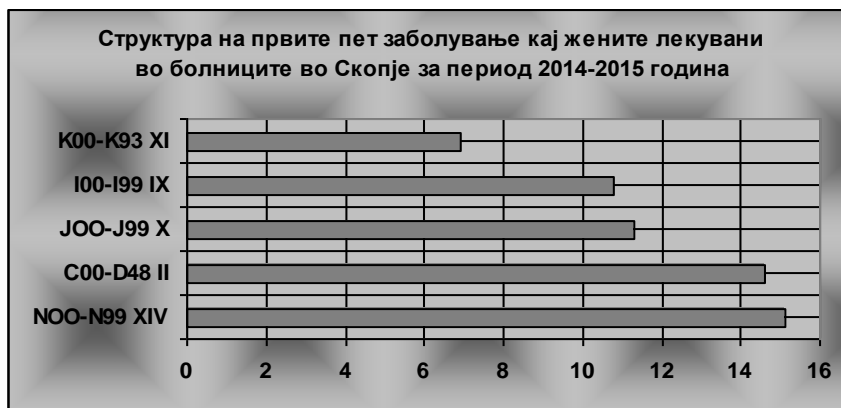 Структура на првите пет заболување кај жените лекувани
во болниците во Скопје за период 2014-2015 година
K00-K93 XI
I00-I99 IX
JOO-J99 X
C00-D48 II
NOO-N99 XIV
0 2 4 6 8 10 12 14 16